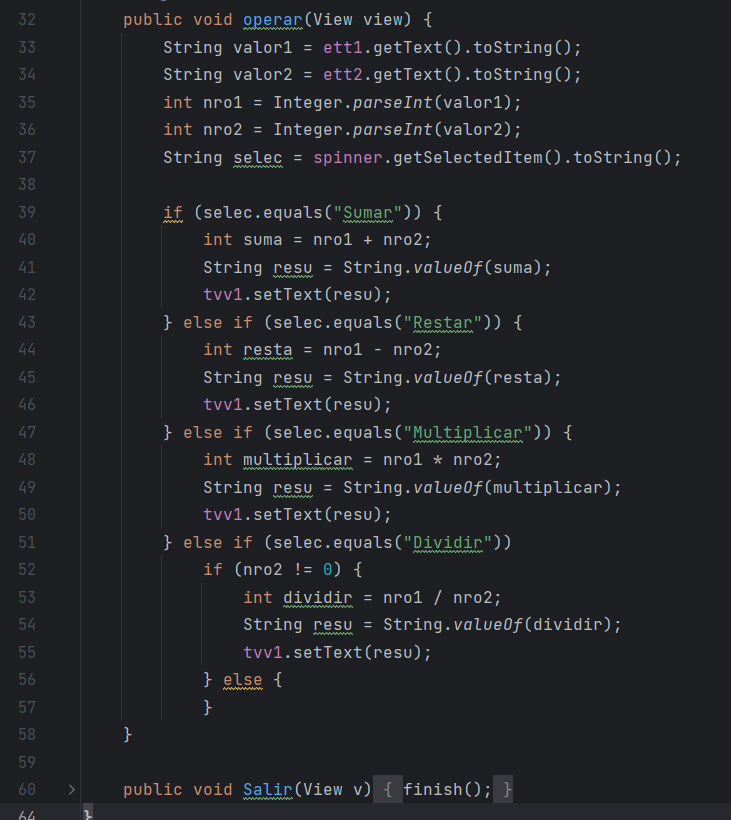 32 public void operar(View view) {
33 String valor1 = ett1.getText().toString();
34 String valor2 = ett2.getText().toString();
35 int nro1 = Integer.parseInt(valor1);
36 int nro2 = Integer.parseInt(valor2);
37 String selec = spinner.getSelectedItem().toString();
38
39 if (selec.equals("Sumar")) {
40 int suma = nro1 + nro2;
41 String resu = String.valueOf(suma);
42 tvv1.setText(resu);
43 } else if (selec.equals("Restar")) {
44 int resta = nro1 - nro2;
45 String resu = String.valueOf(resta);
46 tvv1.setText(resu);
47 } else if (selec.equals("Multiplicar")) {
48 int multiplicar = nro1 * nro2;
49 String resu = String.valueOf(multiplicar);
50 tvv1.setText(resu);
51 } else if (selec.equals("Dividir"))
52 if (nro2 != 0) {
53 int dividir = nro1 / nro2;
54 String resu = String.valueOf(dividir);
55 tvv1.setText(resu);
56 } else {
57 }
58 }
59
60 public void Salir(View v) { finish(); }
64 }